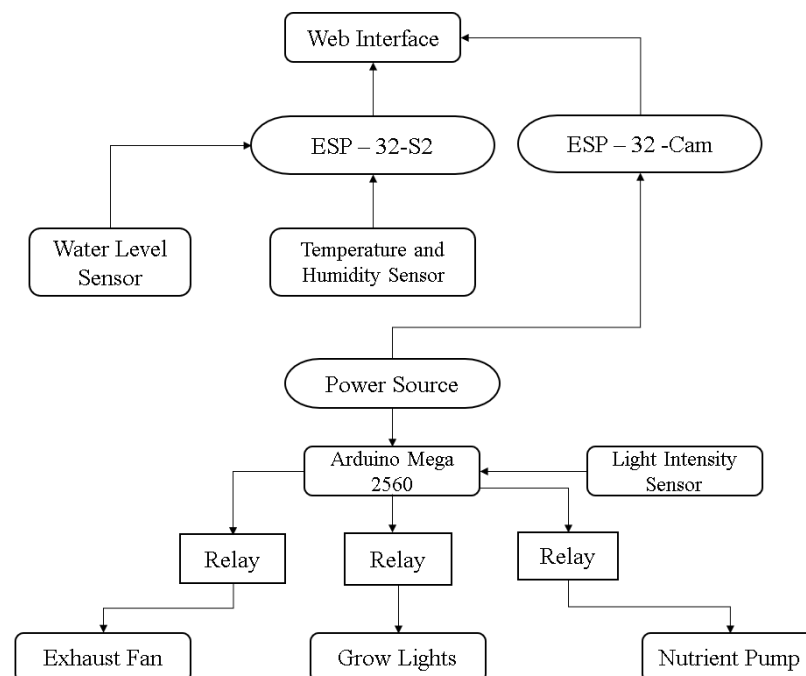 Web Interface
ESP – 32-S2
ESP – 32 -Cam
Water Level
Sensor
Temperature and
Humidity Sensor
Power Source
Arduino Mega
2560
Light Intensity
Sensor
Relay
Relay
Relay
Exhaust Fan
Grow Lights
Nutrient Pump